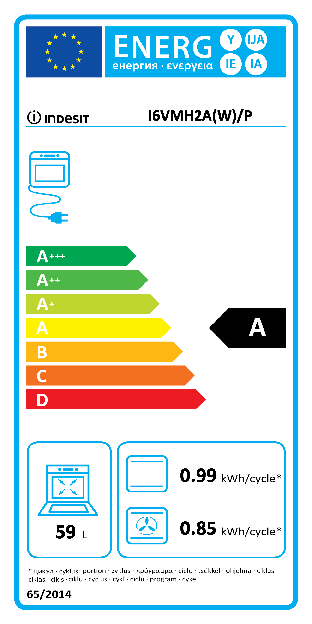 ENERG Y IJA
енергия · ενεργεια IE IA
i INDESIT I6VMH2A(W)/P
A+++
A++
A+
A
B
C
D
A
0.99 kWh/cycle*
59 L
0.85 kWh/cycle*
65/2014